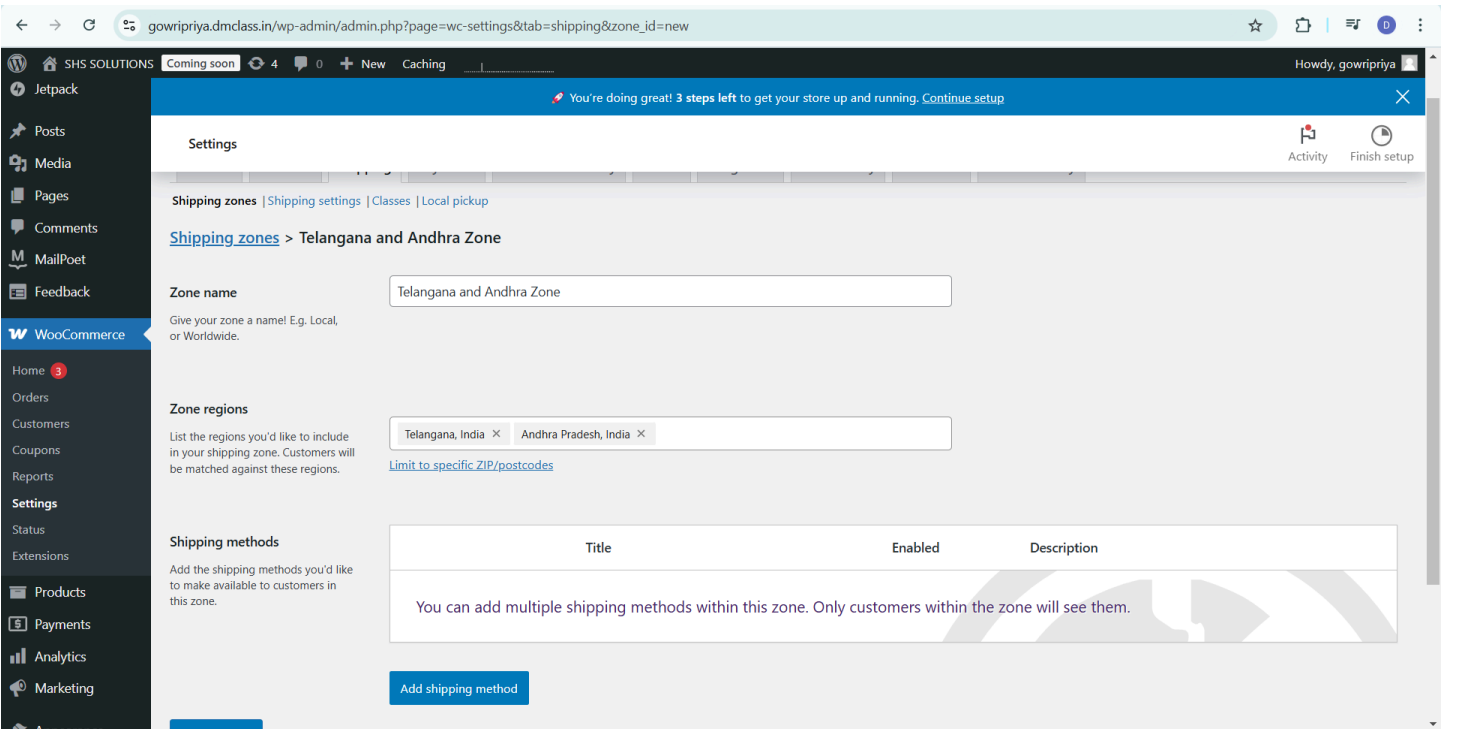 gowripriya.dmclass.in/wp-admin/admin.php?page=wc-settings&tab=shipping&zone_id=new
D
SHS SOLUTIONS Coming soon 4 0 New Caching Howdy, gowripriya
Jetpack
Posts
Media
Pages
Comments
MailPoet
Feedback
WooCommerce
Home 3
Orders
Customers
Coupons
Reports
Settings
Status
Extensions
Products
Payments
Analytics
Marketing
🚀 You're doing great! 3 steps left to get your store up and running. Continue setup
Settings
Activity
Finish setup
Shipping zones | Shipping settings | Classes | Local pickup
Shipping zones > Telangana and Andhra Zone
Zone name
Give your zone a name! E.g. Local,
or Worldwide.
Telangana and Andhra Zone
Zone regions
List the regions you'd like to include
in your shipping zone. Customers will
be matched against these regions.
Telangana, India × Andhra Pradesh, India ×
Limit to specific ZIP/postcodes
Shipping methods
Add the shipping methods you'd like
to make available to customers in
this zone.
Title Enabled Description
You can add multiple shipping methods within this zone. Only customers within the zone will see them.
Add shipping method